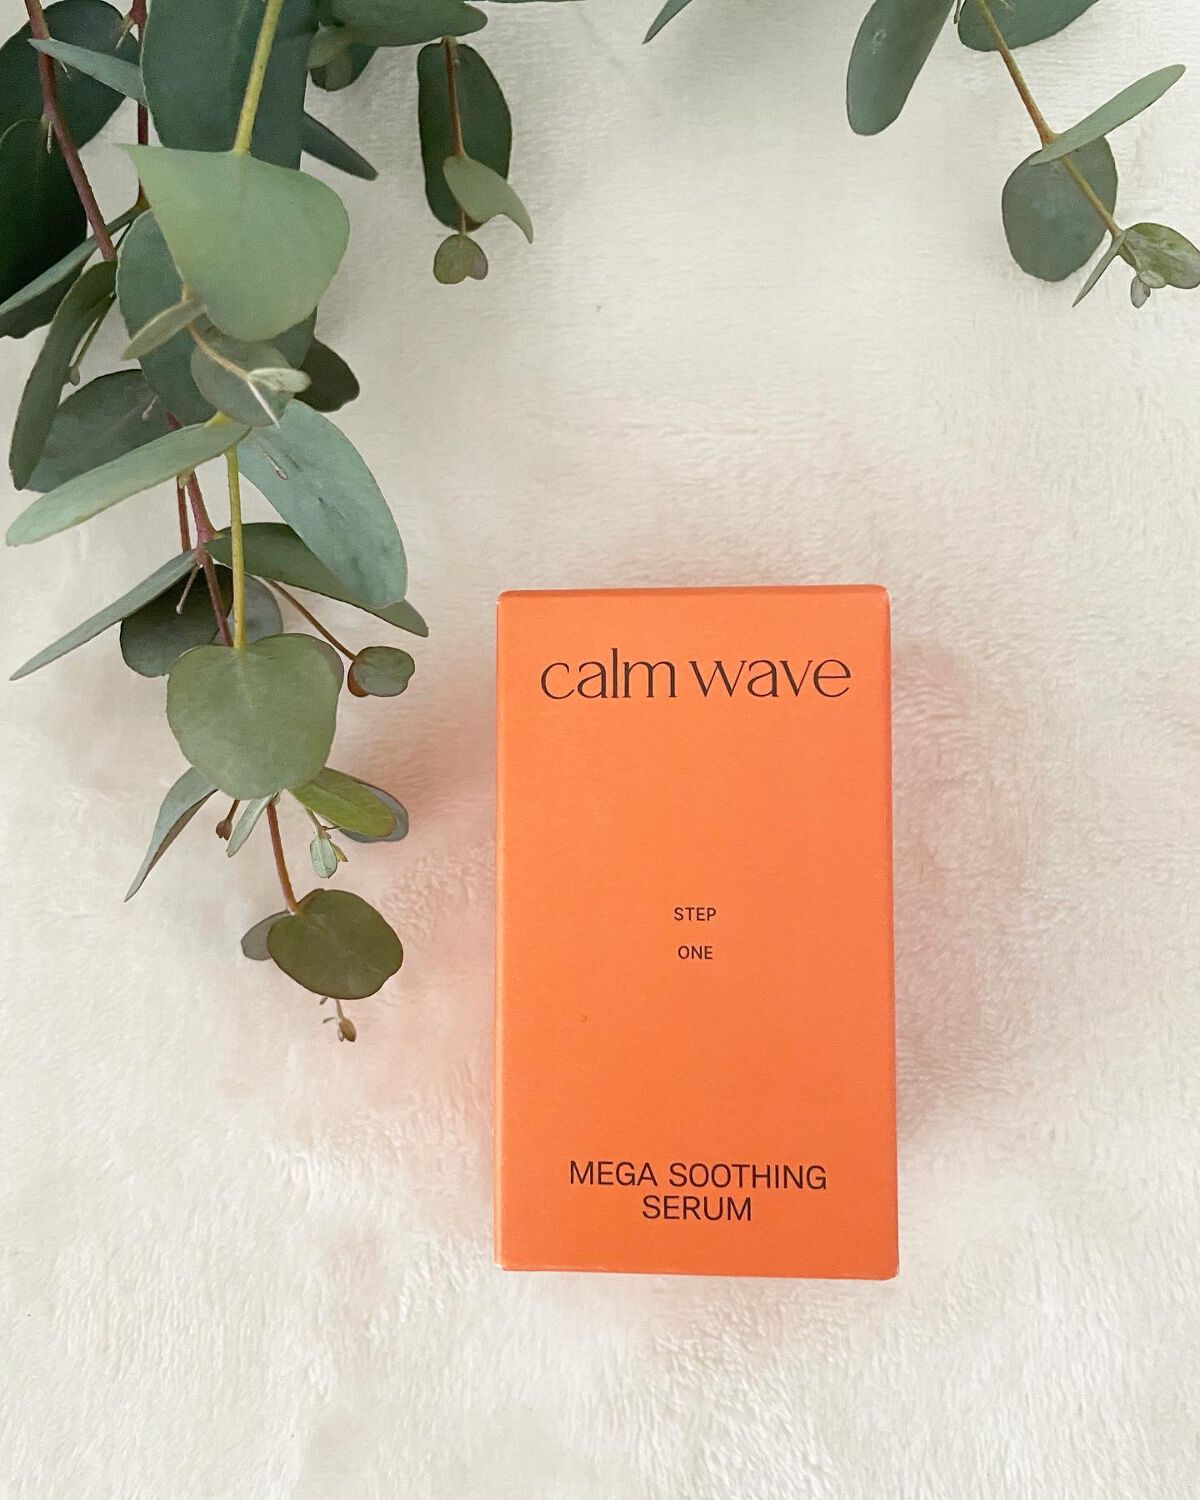 calm wave
STEP
ONE
MEGA SOOTHING
SERUM